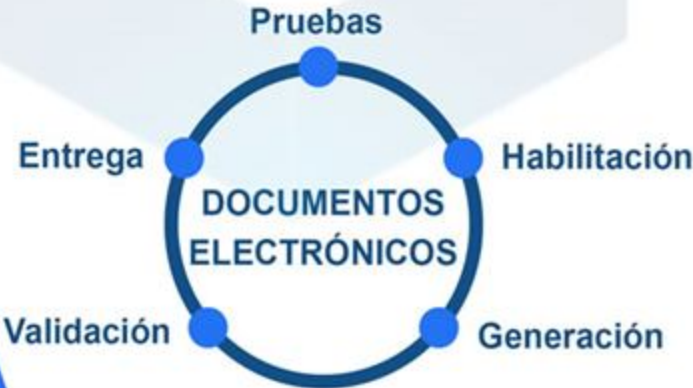 Pruebas
Entrega
Habilitación
DOCUMENTOS
ELECTRÓNICOS
Validación
Generación